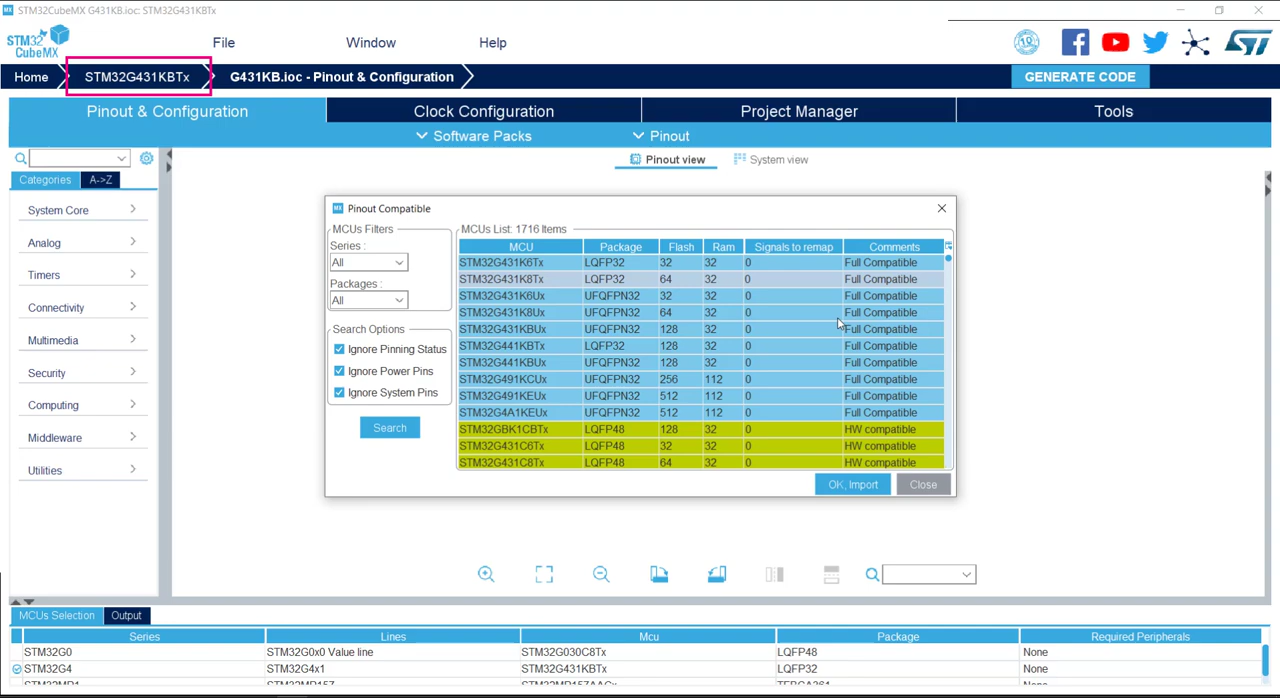 MX STM32CubeMX G431KB.ioc: STM32G431KBTx
STM32 CubeMX
File Window Help
10
ST
Home STM32G431KBTx G431KB.ioc - Pinout & Configuration GENERATE CODE
Pinout & Configuration Clock Configuration Project Manager Tools
Software Packs Pinout
Pinout view System view
Categories A->Z
System Core
Analog
Timers
Connectivity
Multimedia
Security
Computing
Middleware
Utilities
MX Pinout Compatible
MCUs Filters
Series :
All
Packages :
All
Search Options
Ignore Pinning Status
Ignore Power Pins
Ignore System Pins
Search
MCUs List: 1716 Items
MCU Package Flash Ram Signals to remap Comments
STM32G431K6Tx LQFP32 32 32 0 Full Compatible
STM32G431K8Tx LQFP32 64 32 0 Full Compatible
STM32G431K6Ux UFQFPN32 32 32 0 Full Compatible
STM32G431K8Ux UFQFPN32 64 32 0 Full Compatible
STM32G431KBUx UFQFPN32 128 32 0 Full Compatible
STM32G441KBTx LQFP32 128 32 0 Full Compatible
STM32G441KBUx UFQFPN32 128 32 0 Full Compatible
STM32G491KCUx UFQFPN32 256 112 0 Full Compatible
STM32G491KEUx UFQFPN32 512 112 0 Full Compatible
STM32G4A1KEUx UFQFPN32 512 112 0 Full Compatible
STM32GBK1CBTx LQFP48 128 32 0 HW compatible
STM32G431C6Tx LQFP48 32 32 0 HW compatible
STM32G431C8Tx LQFP48 64 32 0 HW compatible
OK, Import Close
MCUs Selection Output
Series Lines Mcu Package Required Peripherals
STM32G0 STM32G0x0 Value line STM32G030C8Tx LQFP48 None
STM32G4 STM32G4x1 STM32G431KBTx LQFP32 None
STM32MP1 STM32MP157 STM32MP157AACx TFBGA361 None